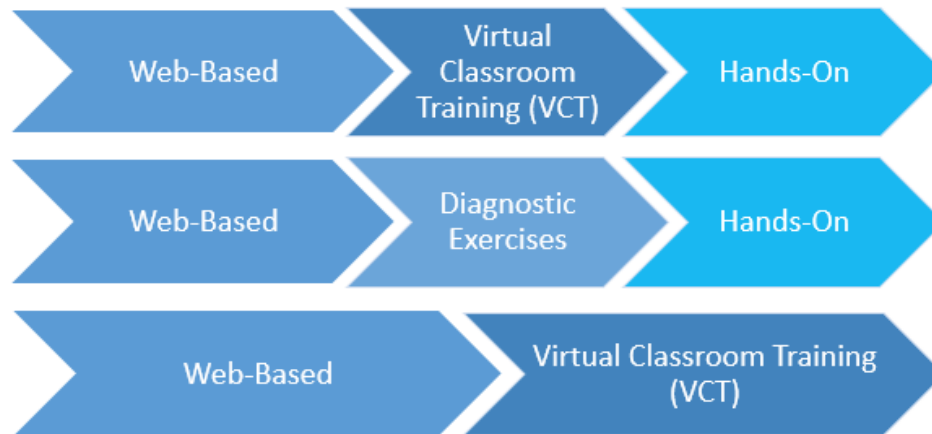 Web-Based
Virtual
Classroom
Training (VCT)
Hands-On
Web-Based
Diagnostic
Exercises
Hands-On
Web-Based
Virtual Classroom Training
(VCT)